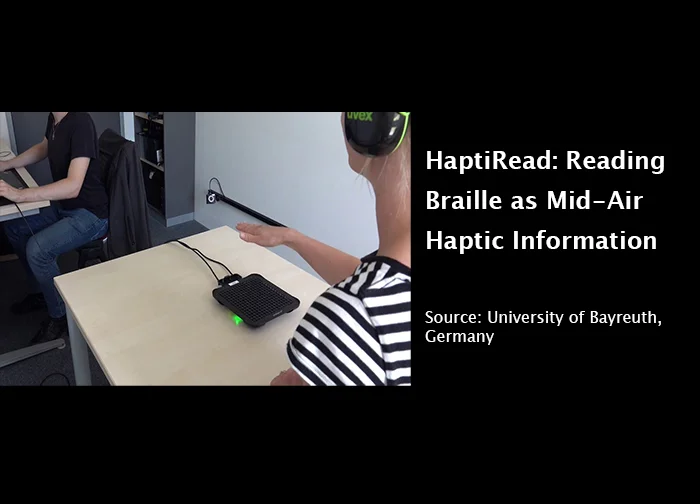 uvex
HaptiRead: Reading
Braille as Mid-Air
Haptic Information
Source: University of Bayreuth,
Germany